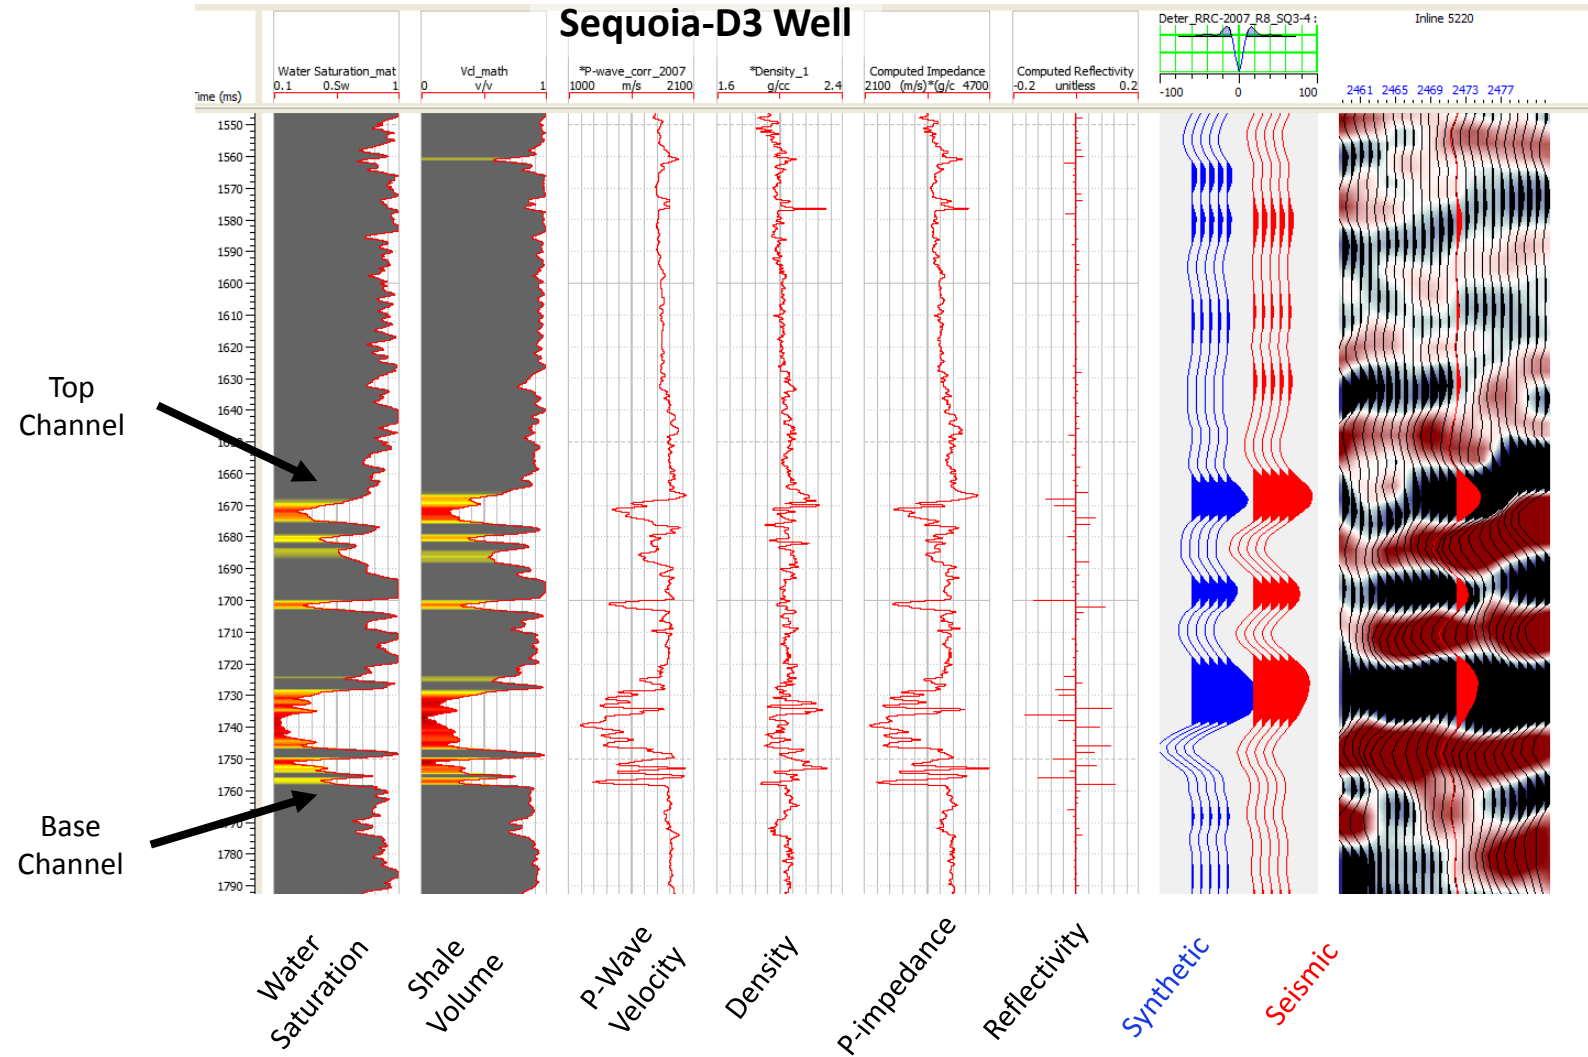 Sequoia-D3 Well
Deter_RRC-2007_R8_SQ3-4 :
Inline 5220
Water Saturation_mat
Vcl_math
*P-wave_corr_2007
*Density_1
Computed Impedance
Computed Reflectivity
0.1 0.5w 1
0 v/v 1
1000 m/s 2100
1.6 g/cc 2.4
2100 (m/s)*(g/c 4700
-0.2 unitless 0.2
-100 0 100
2461 2465 2469 2473 2477
Time (ms)
1550
1560
1570
1580
1590
1600
1610
1620
1630
1640
1660
1670
1680
1690
1700
1710
1720
1730
1740
1750
1760
1780
1790
Top
Channel
Base
Channel
Water
Saturation
Shale
Volume
P-Wave
Velocity
Density
P-impedance
Reflectivity
Synthetic
Seismic